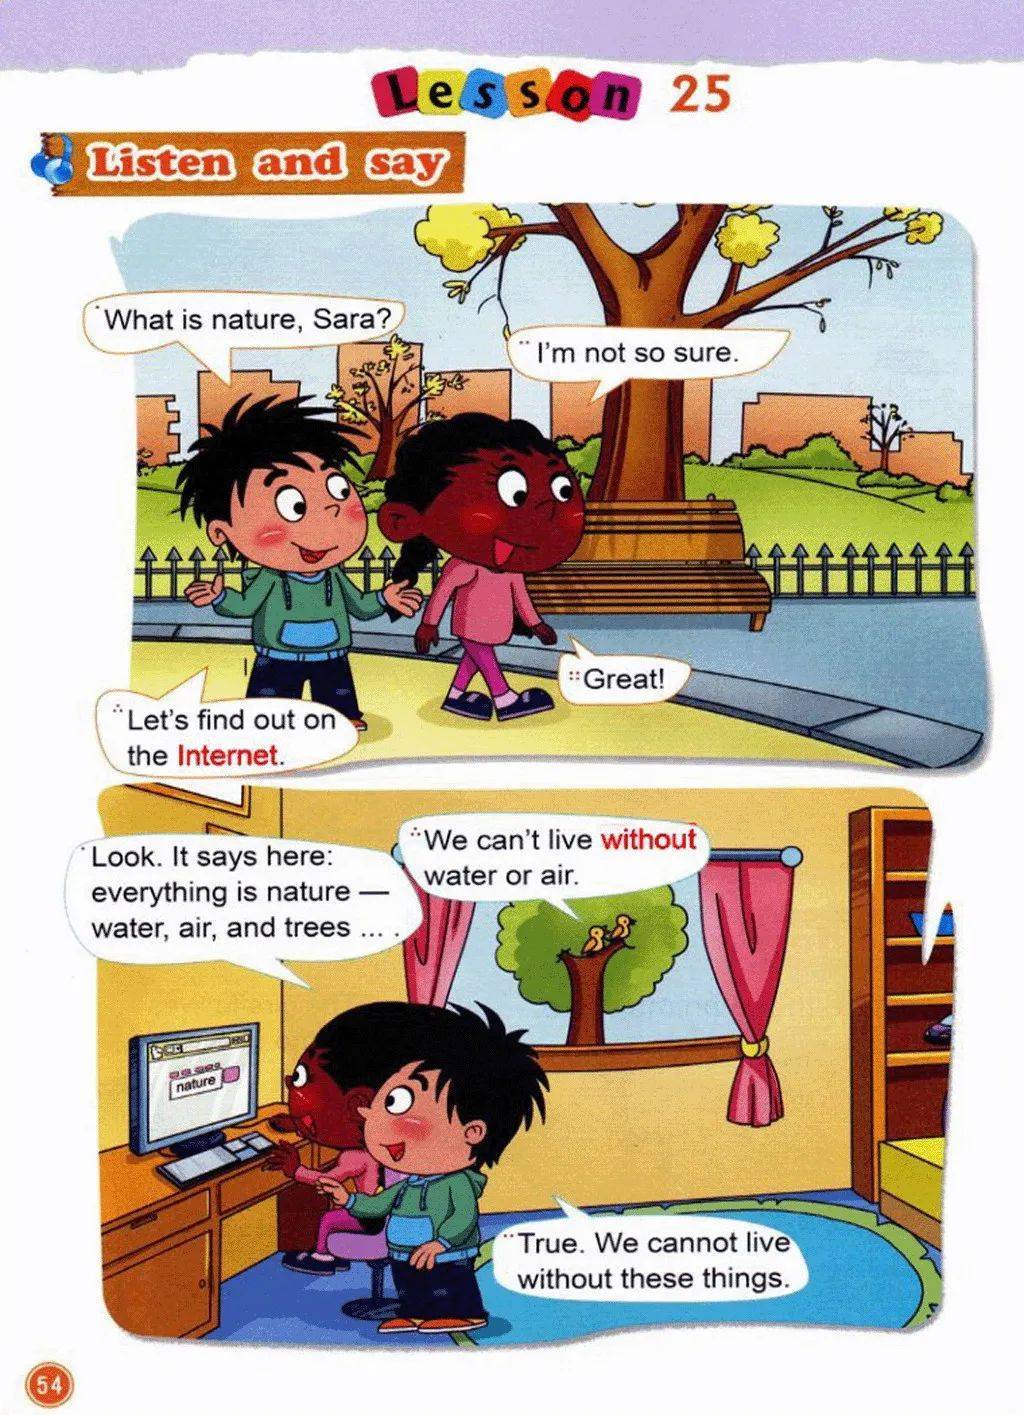 Lesson 25
Listen and say
What is nature, Sara?
I'm not so sure.
Let's find out on
the Internet.
Great!
Look. It says here:
everything is nature —
water, air, and trees ... .
We can't live without
water or air.
nature
True. We cannot live
without these things.
54